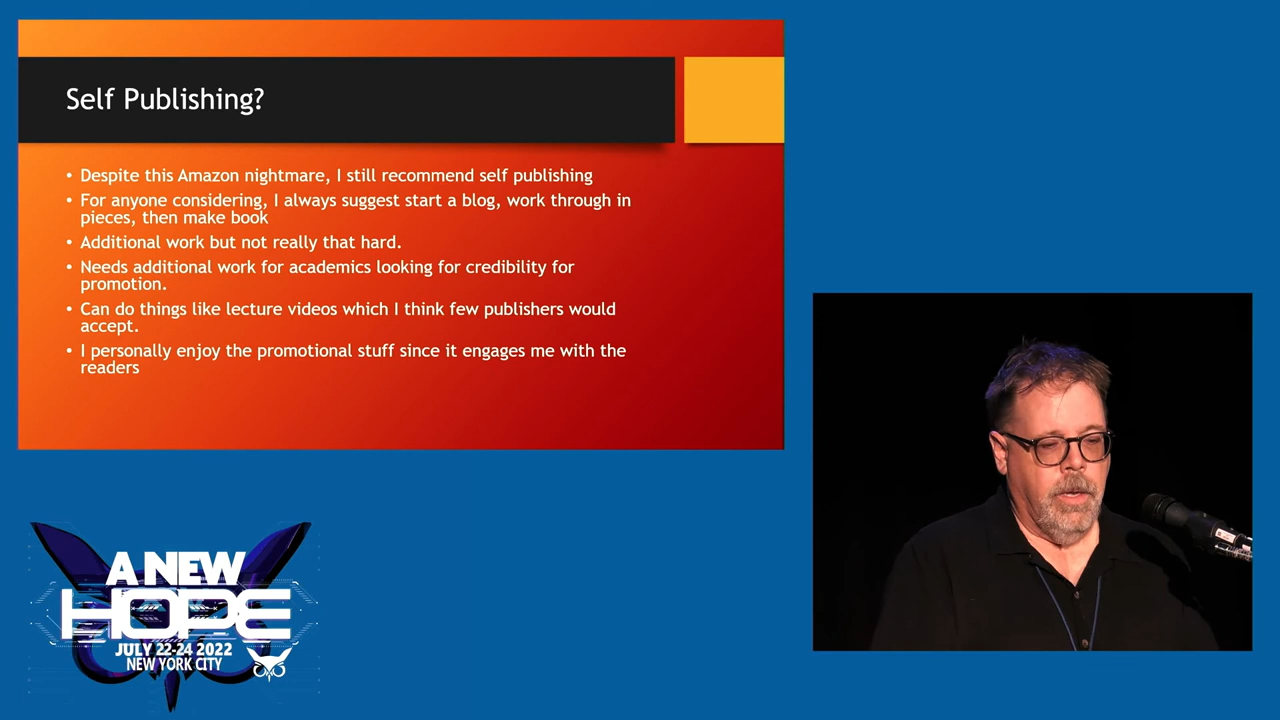 Self Publishing?
• Despite this Amazon nightmare, I still recommend self publishing
• For anyone considering, I always suggest start a blog, work through in
pieces, then make book
• Additional work but not really that hard.
• Needs additional work for academics looking for credibility for
promotion.
• Can do things like lecture videos which I think few publishers would
accept.
• I personally enjoy the promotional stuff since it engages me with the
readers
A NEW
HOPE
JULY 22-24 2022
NEW YORK CITY